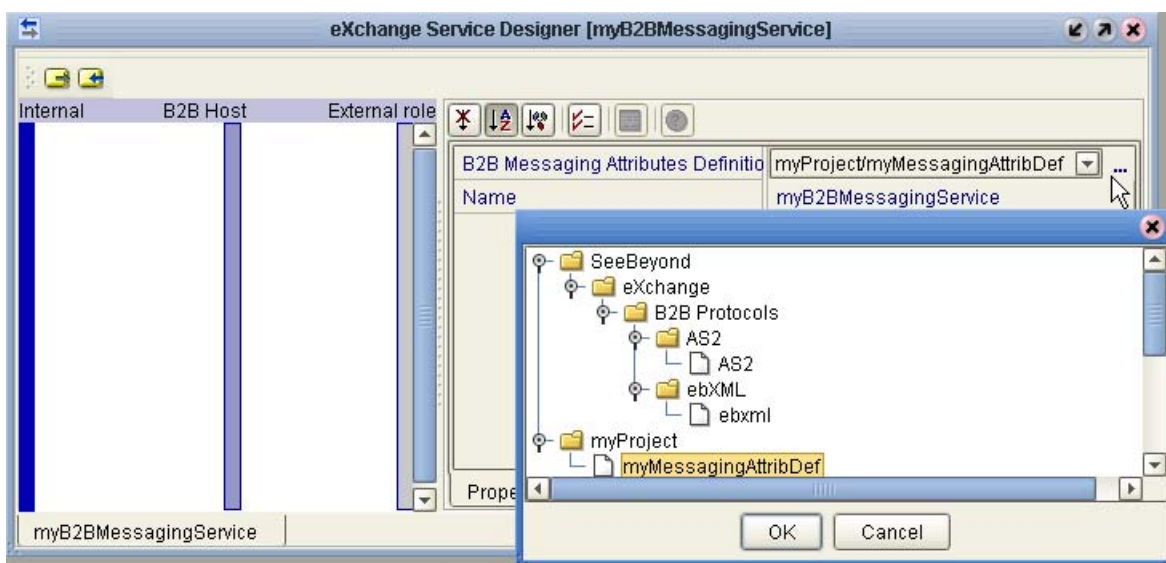 eXchange Service Designer [myB2BMessagingService]
Internal B2B Host External role
B2B Messaging Attributes Definitio myProject/myMessagingAttribDef ...
Name myB2BMessagingService
SeeBeyond
eXchange
B2B Protocols
AS2
AS2
ebXML
ebxml
myProject
myMessagingAttribDef
Prope
OK Cancel
myB2BMessagingService